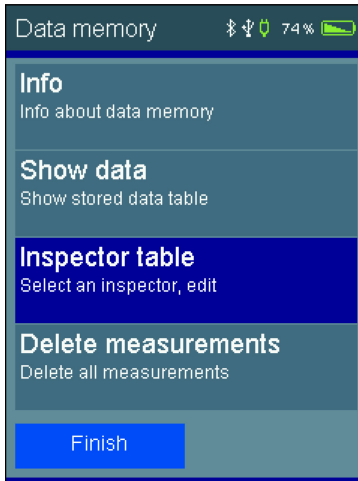 Data memory 74%
Info
Info about data memory
Show data
Show stored data table
Inspector table
Select an inspector, edit
Delete measurements
Delete all measurements
Finish